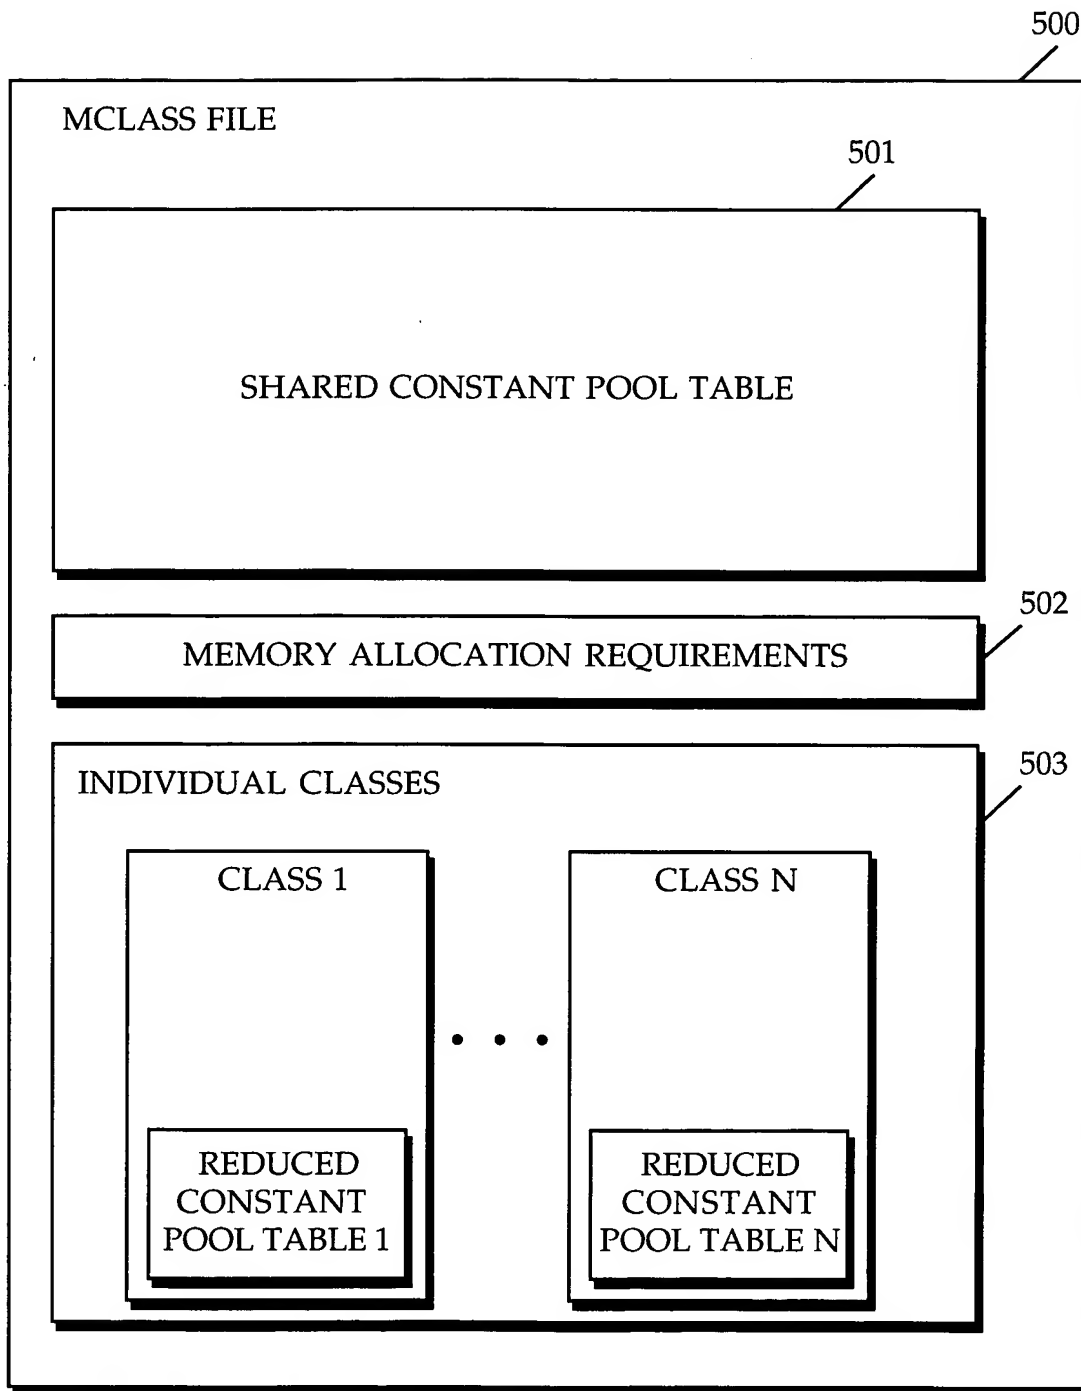 500
MCLASS FILE
501
SHARED CONSTANT POOL TABLE
502
MEMORY ALLOCATION REQUIREMENTS
503
INDIVIDUAL CLASSES
CLASS 1
CLASS N
• • •
REDUCED
CONSTANT
POOL TABLE 1
REDUCED
CONSTANT
POOL TABLE N